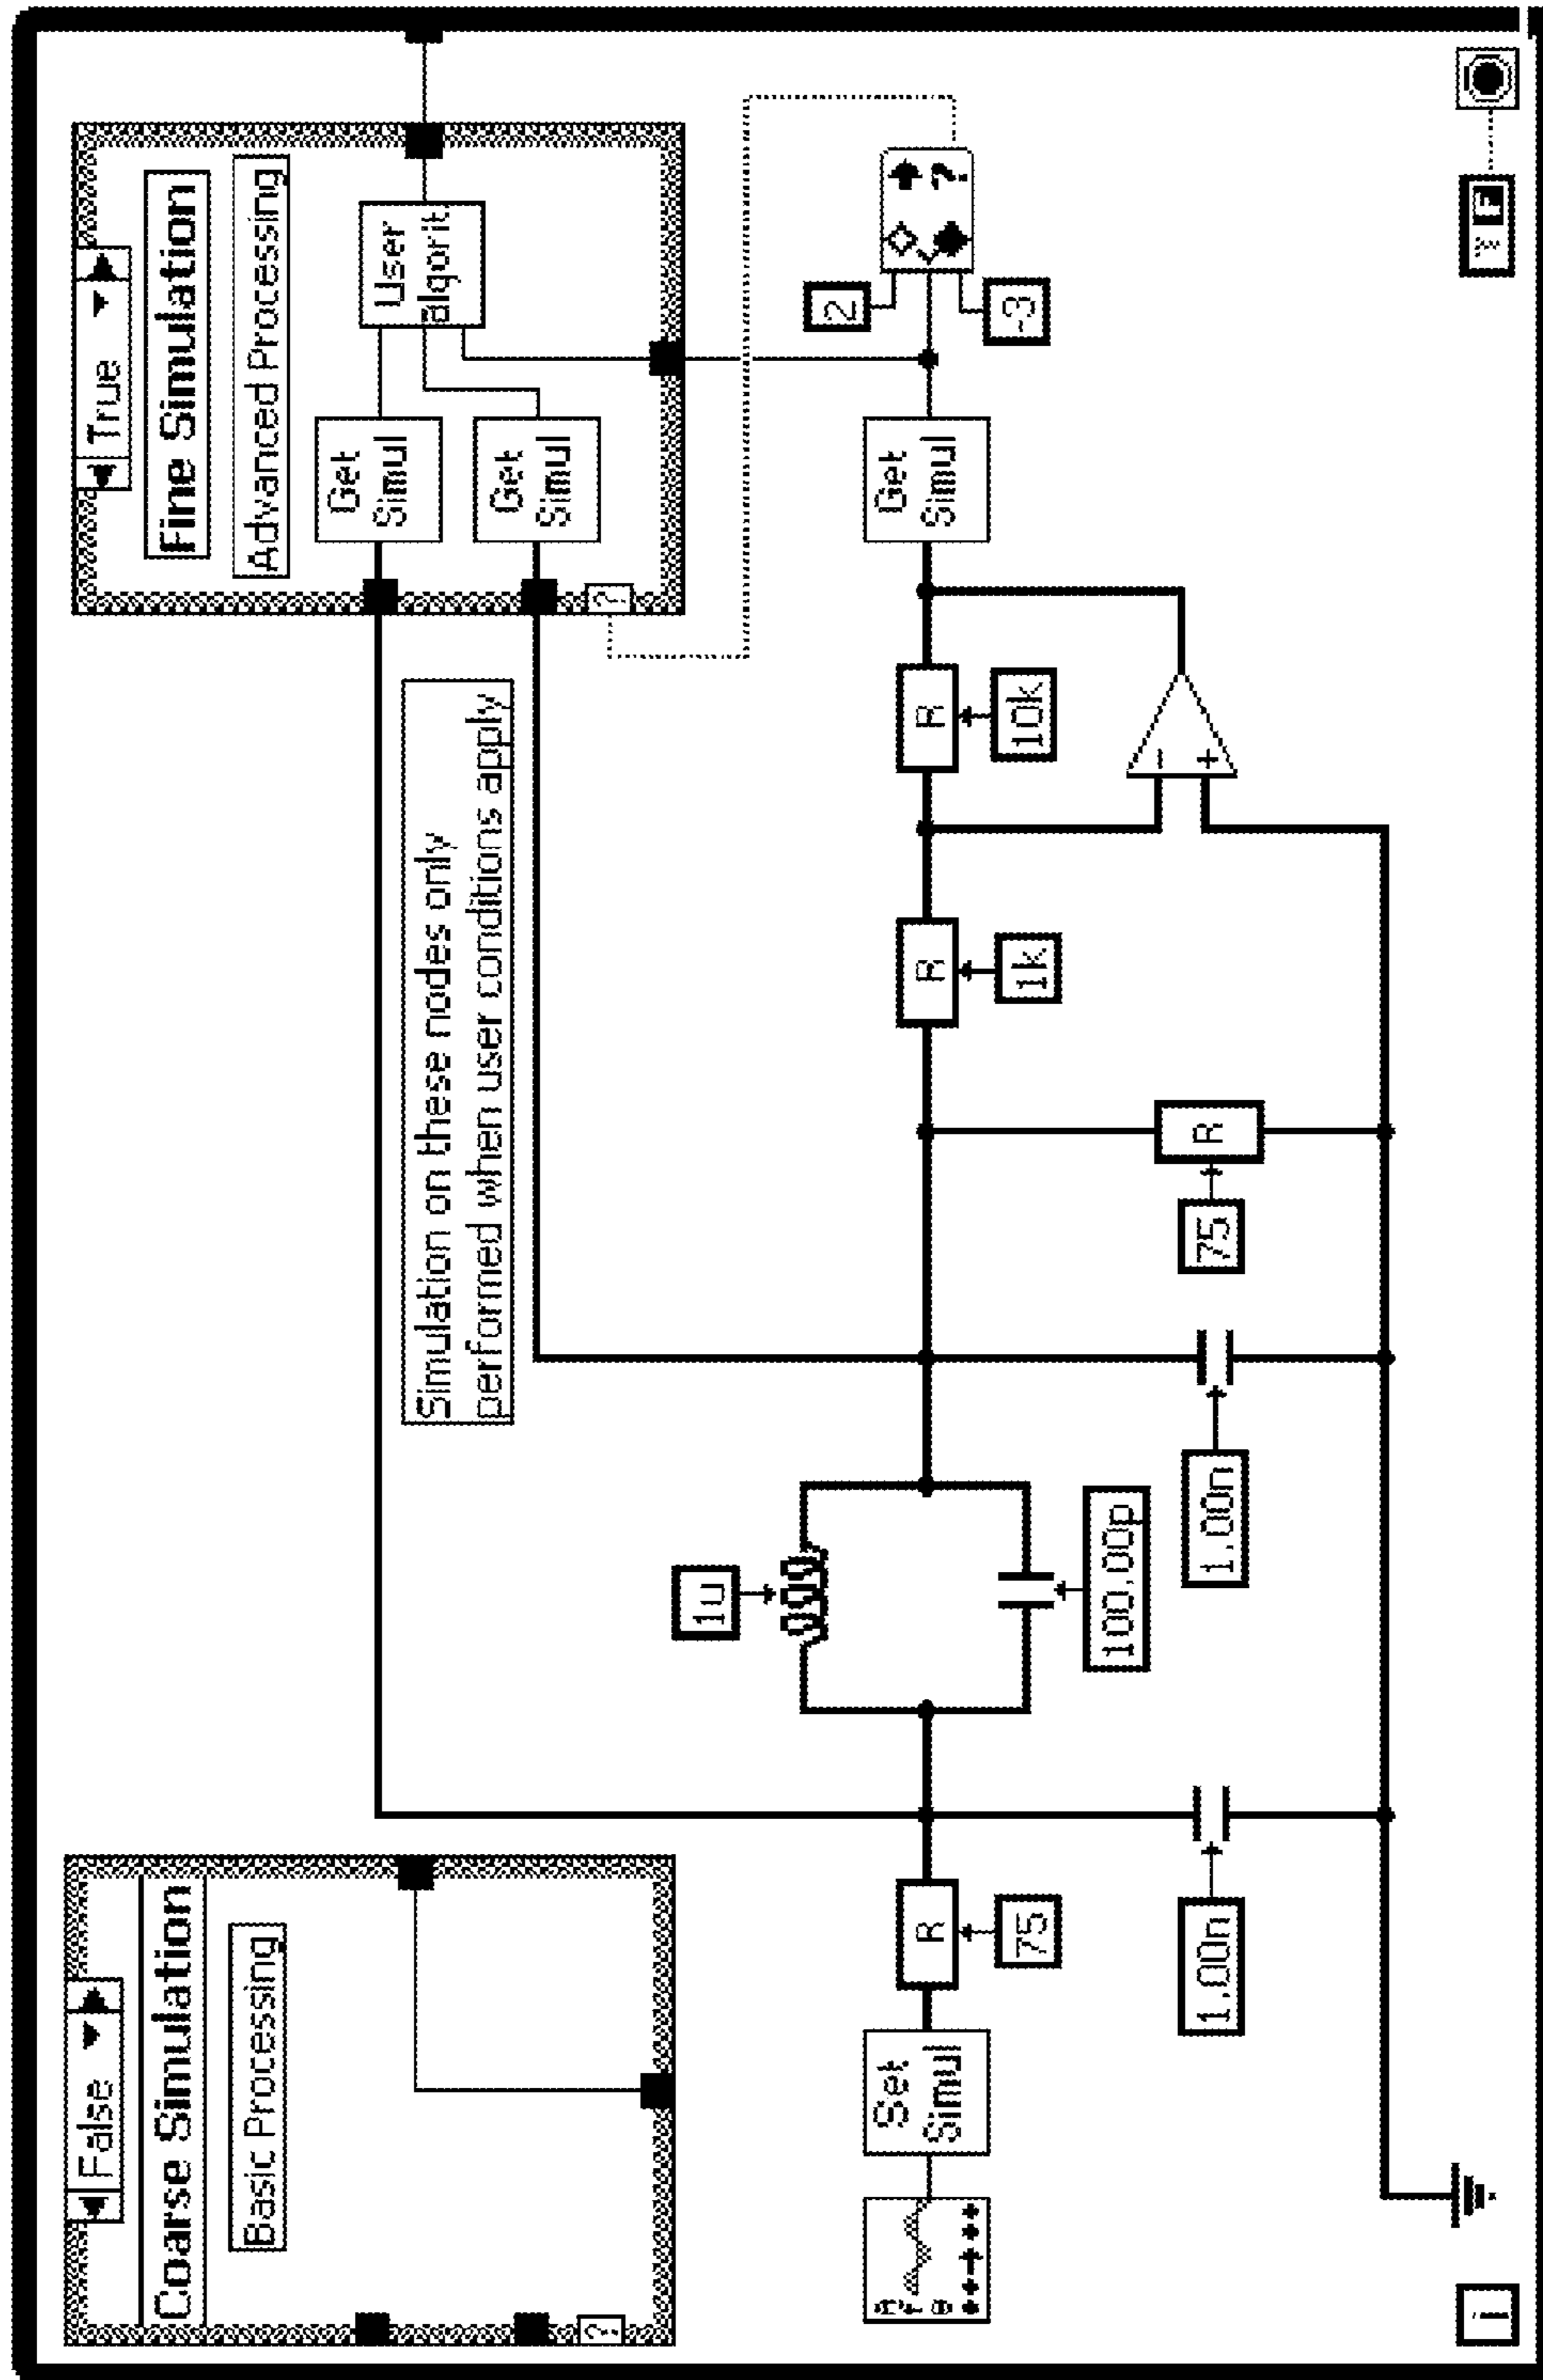 False
Coarse Simulation
Basic Processing
?
True
Fine Simulation
Advanced Processing
Get
Simul
Get
Simul
User
algorit
?
Simulation on these nodes only
performed when user conditions apply
Set
Simul
R
75
1.00n
1u
100.00p
1.00n
R
75
R
1k
R
10k
-
+
Get
Simul
2
-3
?
i
F